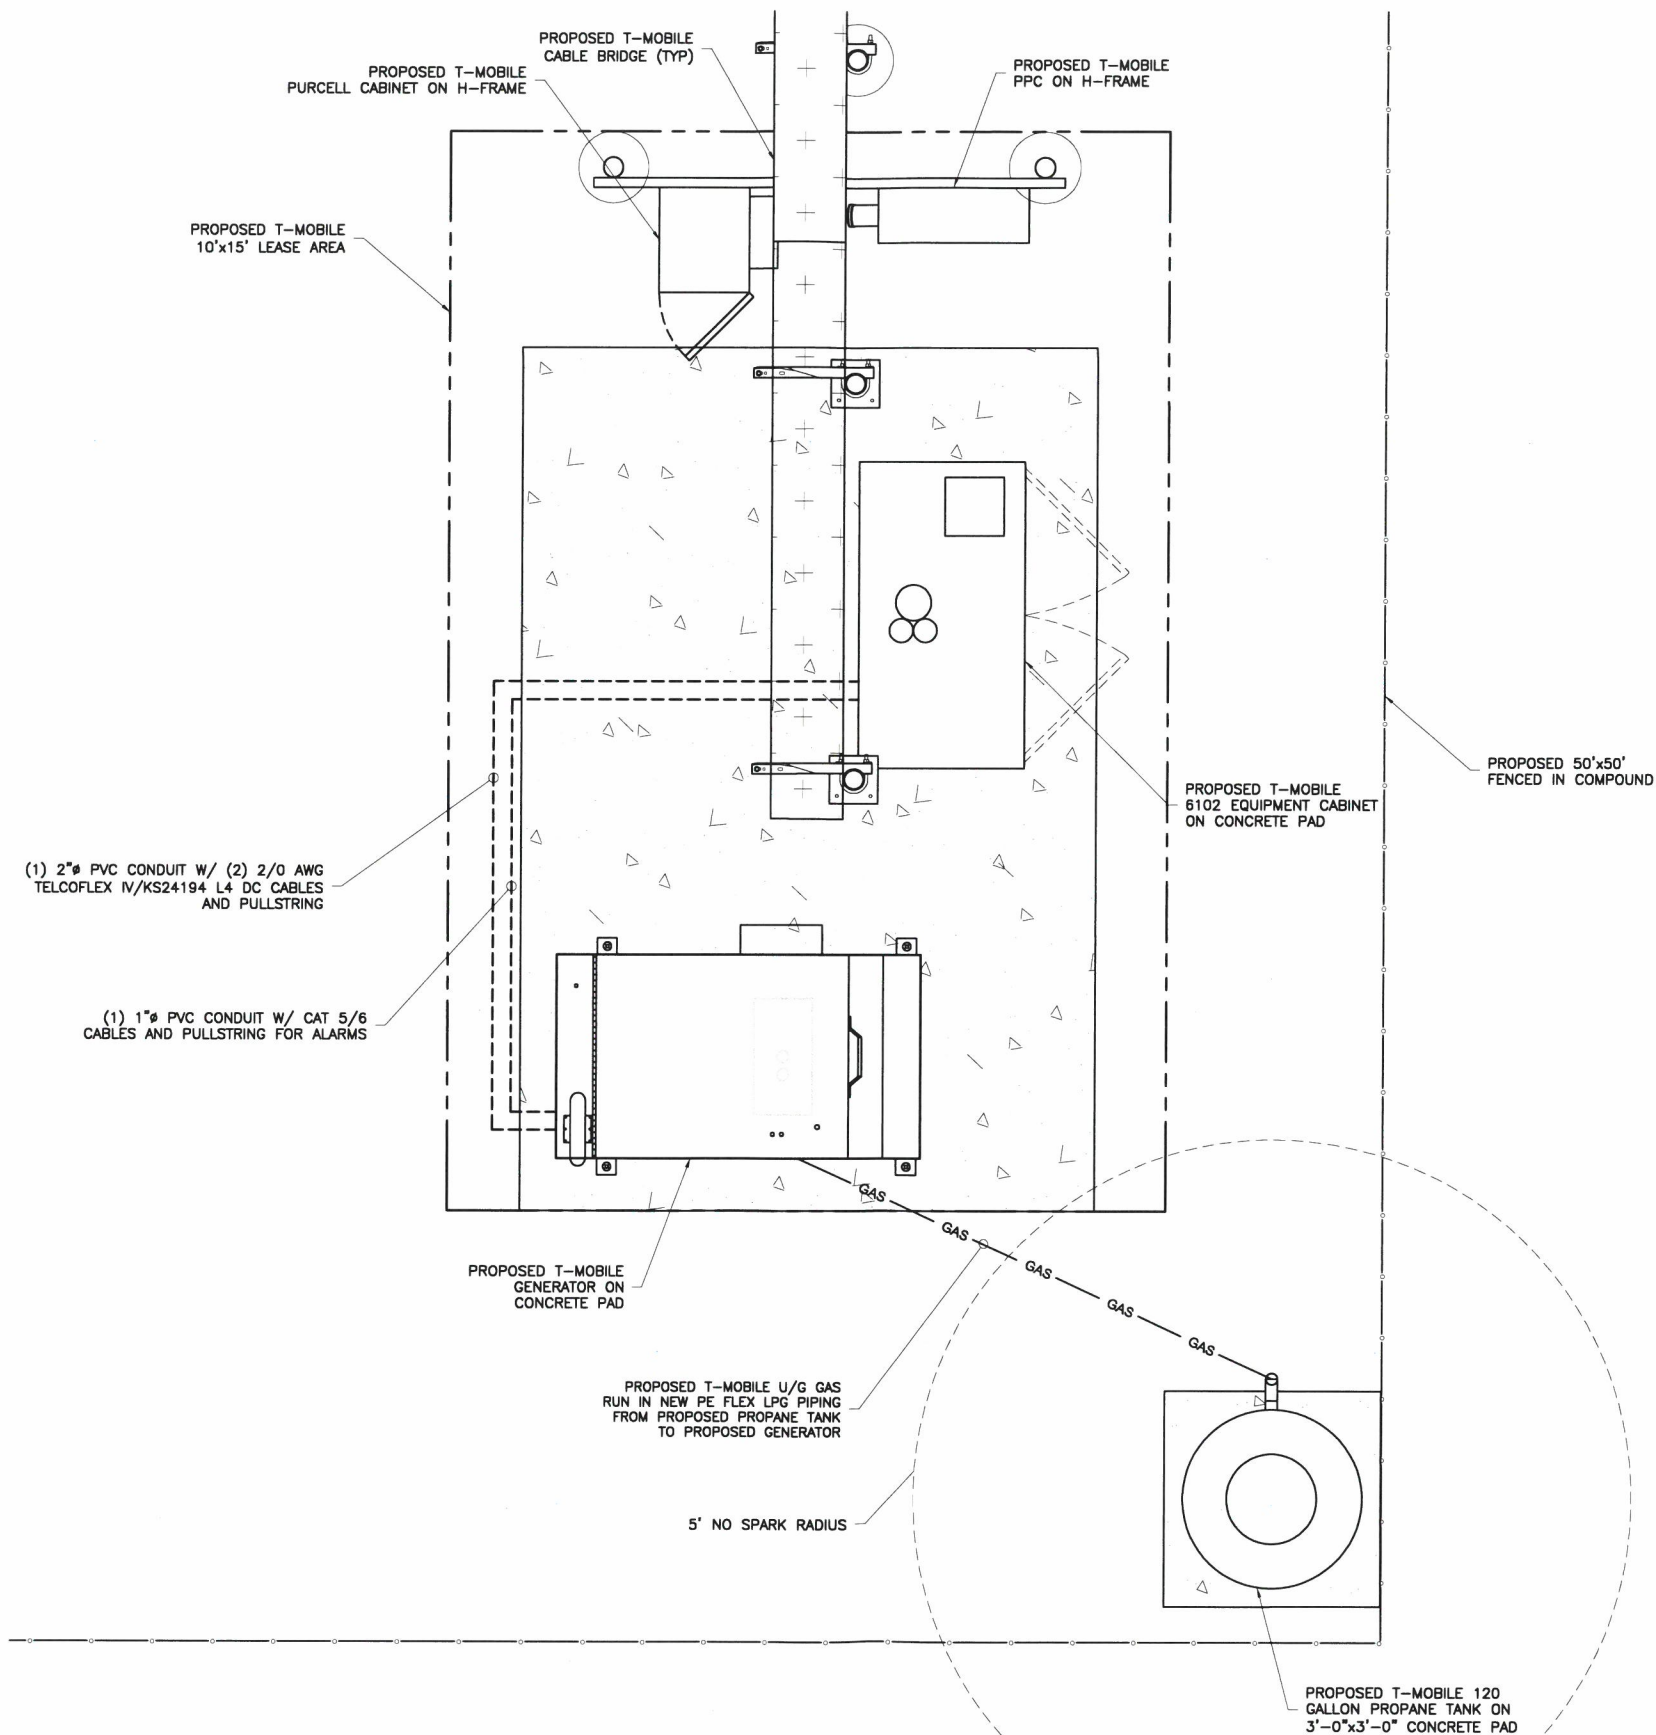 PROPOSED T-MOBILE
CABLE BRIDGE (TYP)
PROPOSED T-MOBILE
PURCELL CABINET ON H-FRAME
PROPOSED T-MOBILE
PPC ON H-FRAME
PROPOSED T-MOBILE
10'x15' LEASE AREA
PROPOSED 50'x50'
FENCED IN COMPOUND
PROPOSED T-MOBILE
6102 EQUIPMENT CABINET
ON CONCRETE PAD
(1) 2"ø PVC CONDUIT W/ (2) 2/0 AWG
TELCOFLEX IV/KS24194 L4 DC CABLES
AND PULLSTRING
(1) 1"ø PVC CONDUIT W/ CAT 5/6
CABLES AND PULLSTRING FOR ALARMS
GAS
GAS
GAS
GAS
GAS
PROPOSED T-MOBILE
GENERATOR ON
CONCRETE PAD
PROPOSED T-MOBILE U/G GAS
RUN IN NEW PE FLEX LPG PIPING
FROM PROPOSED PROPANE TANK
TO PROPOSED GENERATOR
5' NO SPARK RADIUS
PROPOSED T-MOBILE 120
GALLON PROPANE TANK ON
3'-0"x3'-0" CONCRETE PAD